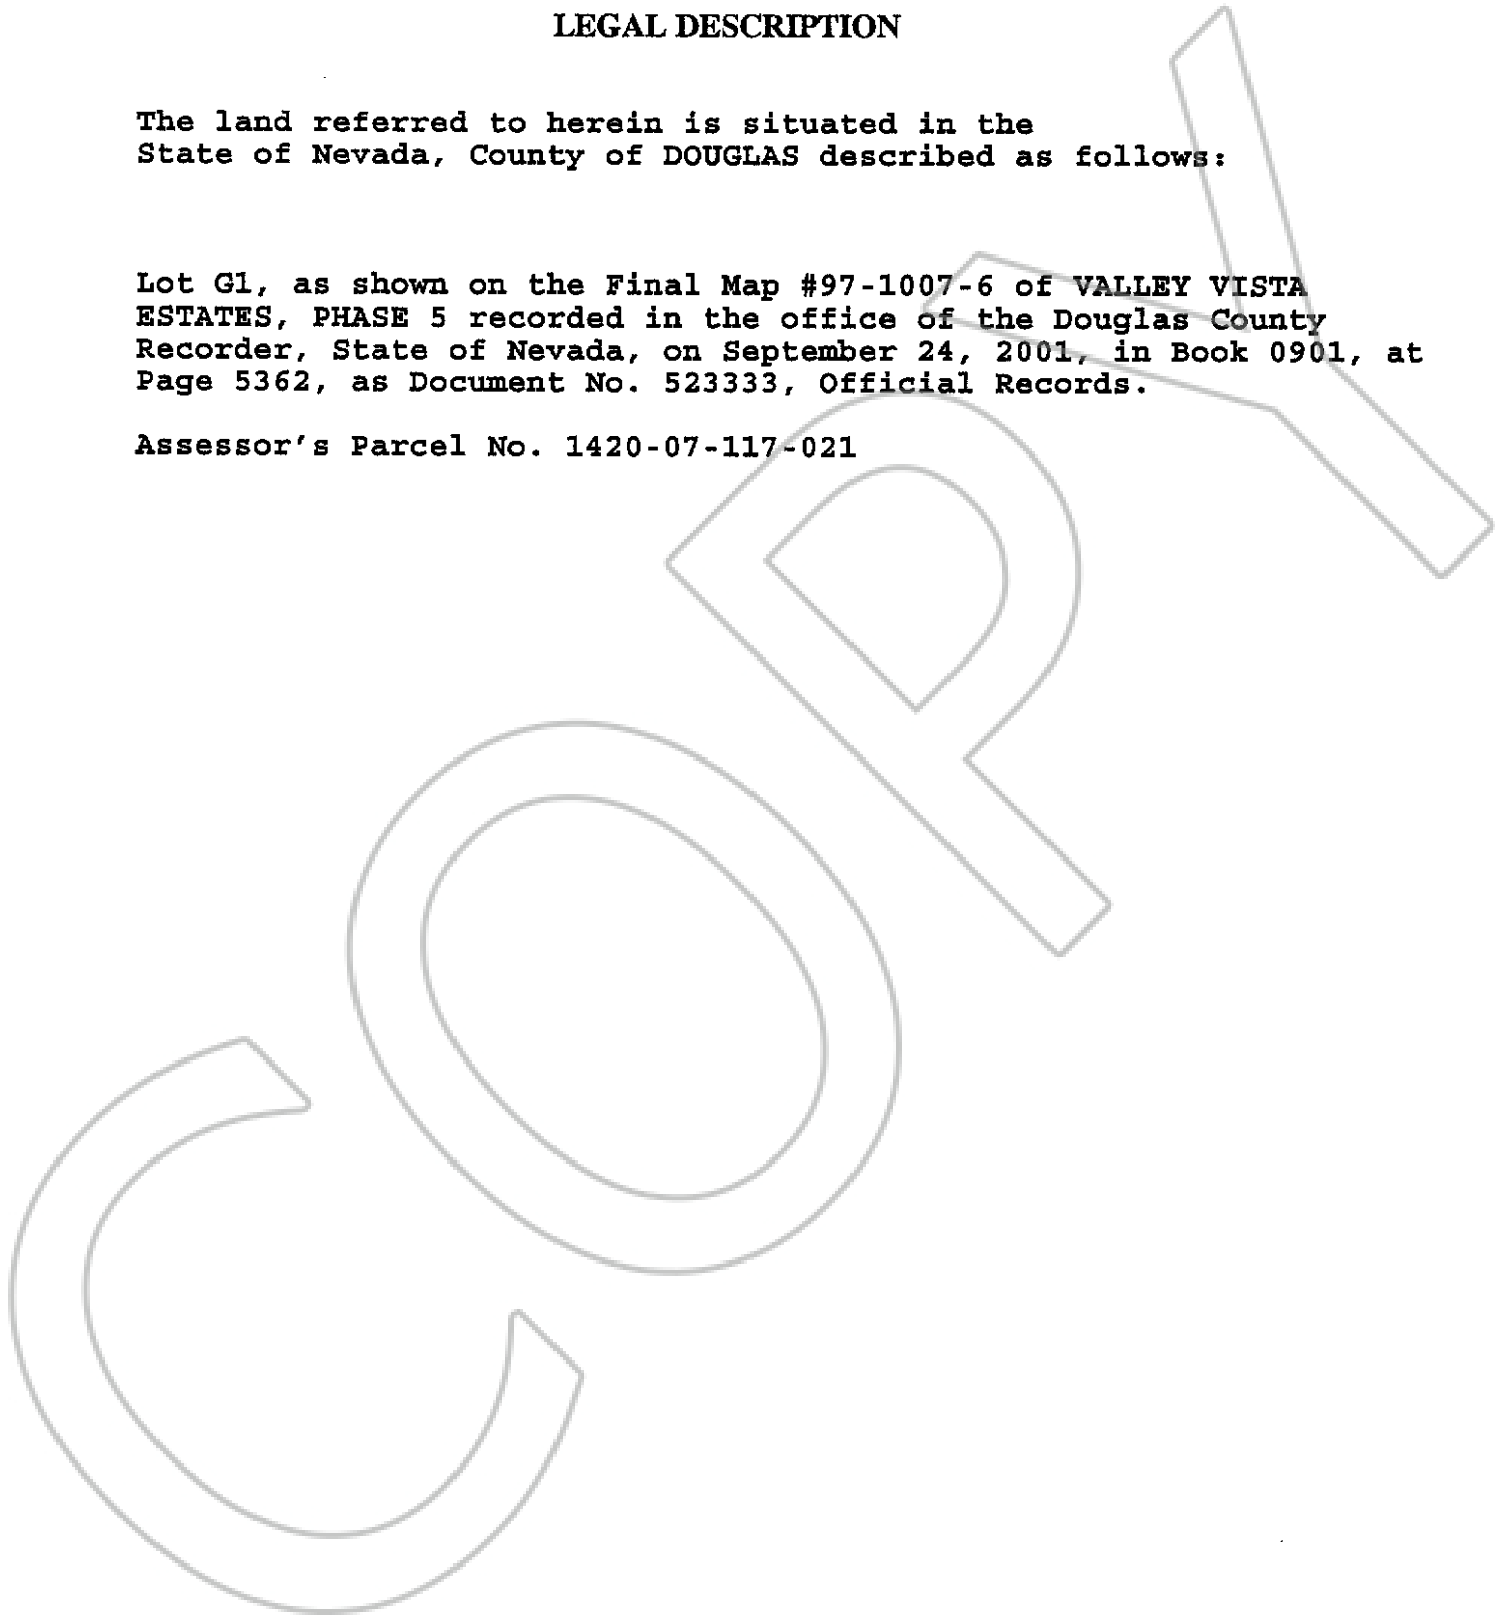 LEGAL DESCRIPTION
The land referred to herein is situated in the
State of Nevada, County of DOUGLAS described as follows:
Lot G1, as shown on the Final Map #97-1007-6 of VALLEY VISTA
ESTATES, PHASE 5 recorded in the office of the Douglas County
Recorder, State of Nevada, on September 24, 2001, in Book 0901, at
Page 5362, as Document No. 523333, Official Records.
Assessor's Parcel No. 1420-07-117-021
COPY